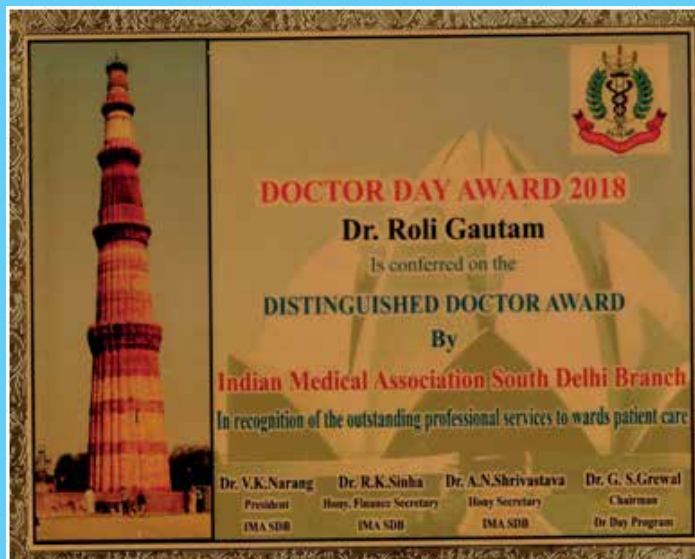 DOCTOR DAY AWARD 2018
Dr. Roli Gautam
Is conferred on the
DISTINGUISHED DOCTOR AWARD
By
Indian Medical Association South Delhi Branch
In recognition of the outstanding professional services to wards patient care
Dr. V.K.Narang Dr. R.K.Sinha Dr. A.N.Shrivastava Dr. G. S.Grewal
President Hony. Finance Secretary Hony Secretary Chairman
IMA SDB IMA SDB IMA SDB Dr Day Program